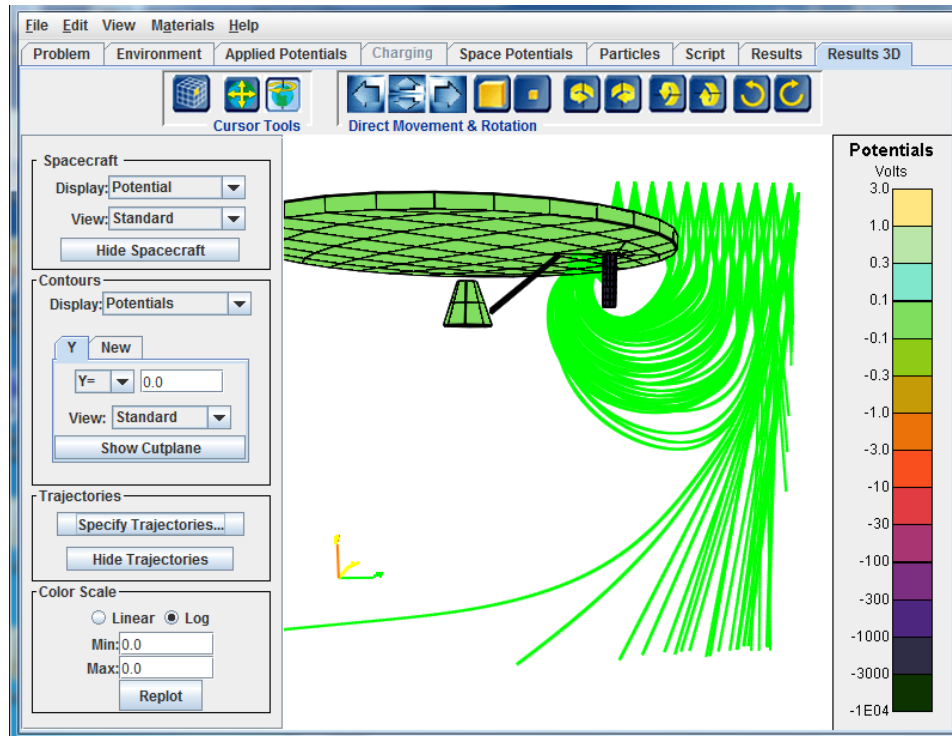 File Edit View Materials Help
Problem Environment Applied Potentials Charging Space Potentials Particles Script Results Results 3D
Cursor Tools Direct Movement & Rotation
Spacecraft
Display: Potential
View: Standard
Hide Spacecraft
Contours
Display: Potentials
Y New
Y= 0.0
View: Standard
Show Cutplane
Trajectories
Specify Trajectories...
Hide Trajectories
Color Scale
Linear Log
Min: 0.0
Max: 0.0
Replot
Potentials
Volts
3.0
1.0
0.3
0.1
-0.1
-0.3
-1.0
-3.0
-10
-30
-100
-300
-1000
-3000
-1E04